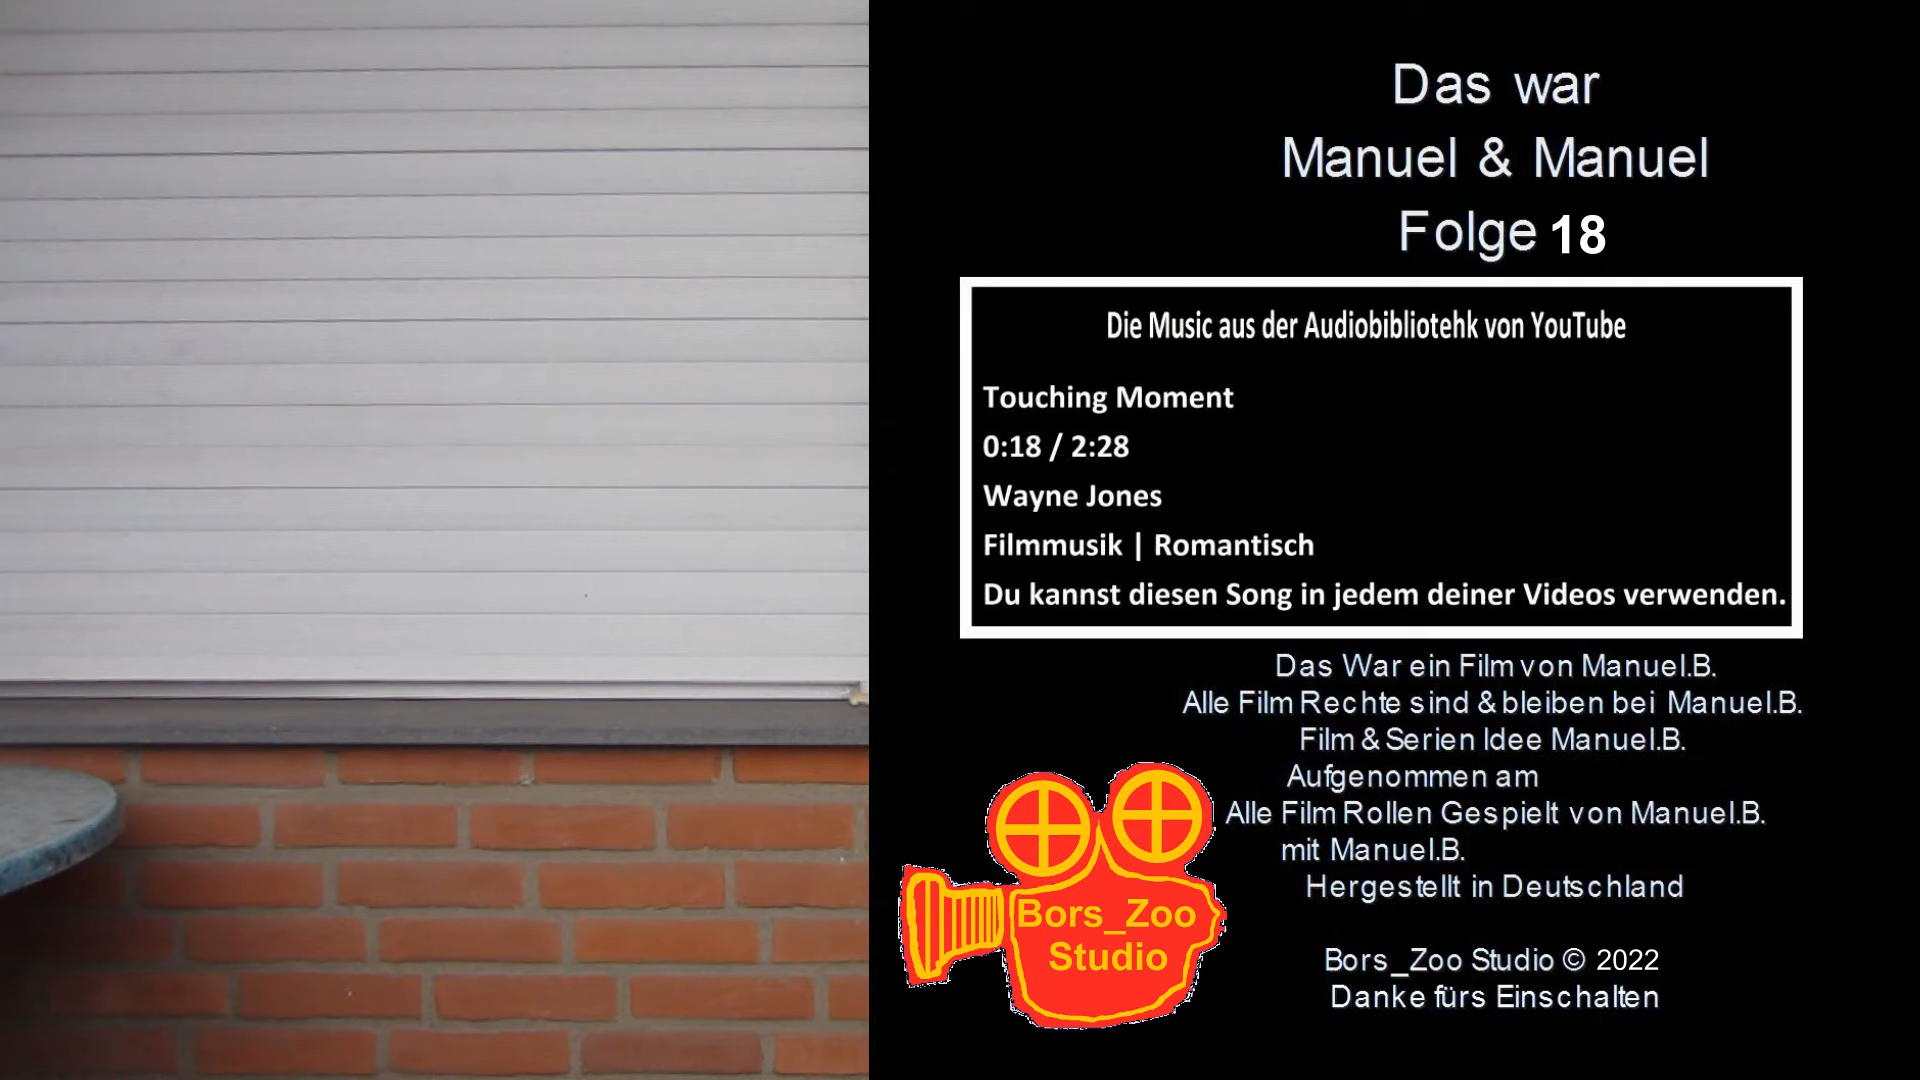 Das war
Manuel & Manuel
Folge 18
Die Music aus der Audiobibliotehk von YouTube
Touching Moment
0:18 / 2:28
Wayne Jones
Filmmusik | Romantisch
Du kannst diesen Song in jedem deiner Videos verwenden.
Das War ein Film von Manuel.B.
Alle Film Rechte sind & bleiben bei Manuel.B.
Film & Serien Idee Manuel.B.
Aufgenommen am
Alle Film Rollen Gespielt von Manuel.B.
mit Manuel.B.
Hergestellt in Deutschland
Bors_Zoo
Studio
Bors_Zoo Studio © 2022
Danke fürs Einschalten